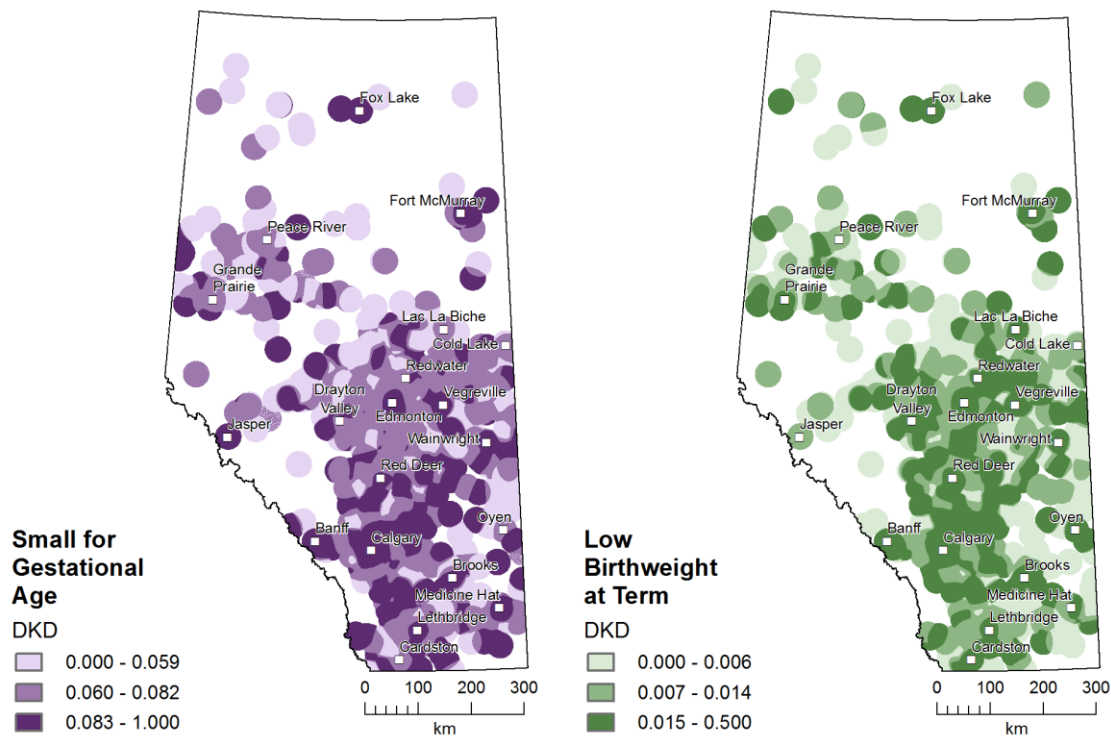 Fox Lake
Fort McMurray
Peace River
Grande
Prairie
Lac La Biche
Cold Lake
Redwater
Drayton
Valley
Vegreville
Edmonton
Jasper
Wainwright
Red Deer
Oyen
Banff
Calgary
Brooks
Medicine Hat
Lethbridge
Cardston
Small for
Gestational
Age
DKD
0.000 - 0.059
0.060 - 0.082
0.083 - 1.000
0 100 200 300
km
Fox Lake
Fort McMurray
Peace River
Grande
Prairie
Lac La Biche
Cold Lake
Redwater
Drayton
Valley
Vegreville
Edmonton
Jasper
Wainwright
Red Deer
Oyen
Banff
Calgary
Brooks
Medicine Hat
Lethbridge
Cardston
Low
Birthweight
at Term
DKD
0.000 - 0.006
0.007 - 0.014
0.015 - 0.500
0 100 200 300
km